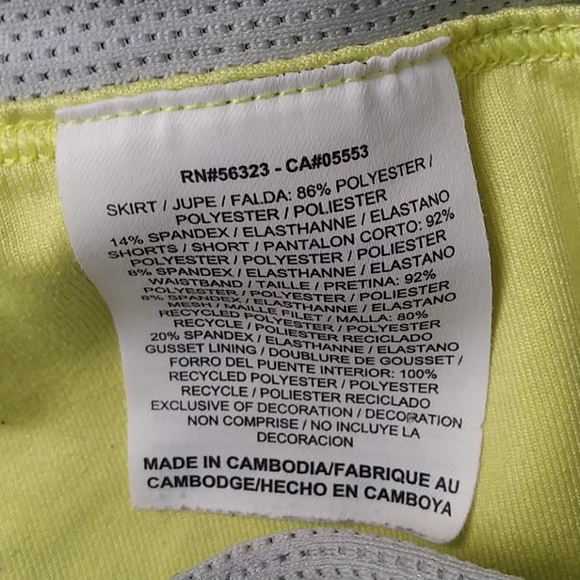 RN#56323 - CA#05553
SKIRT / JUPE / FALDA: 86% POLYESTER /
POLYESTER / POLIESTER
14% SPANDEX / ELASTHANNE / ELASTANO
SHORTS / SHORT / PANTALON CORTO: 92%
POLYESTER / POLYESTER / POLIESTER
8% SPANDEX / ELASTHANNE / ELASTANO
WAISTBAND / TAILLE / PRETINA: 92%
POLYESTER / POLYESTER / POLIESTER
8% SPANDEX / ELASTHANNE / ELASTANO
MESH / MAILLE FILET / MALLA: 80%
RECYCLED POLYESTER / POLYESTER
RECYCLE / POLIESTER RECICLADO
20% SPANDEX / ELASTHANNE / ELASTANO
GUSSET LINING / DOUBLURE DE GOUSSET /
FORRO DEL PUENTE INTERIOR: 100%
RECYCLED POLYESTER / POLYESTER
RECYCLE / POLIESTER RECICLADO
EXCLUSIVE OF DECORATION / DECORATION
NON COMPRISE / NO INCLUYE LA
DECORACION
MADE IN CAMBODIA/FABRIQUE AU
CAMBODGE/HECHO EN CAMBOYA